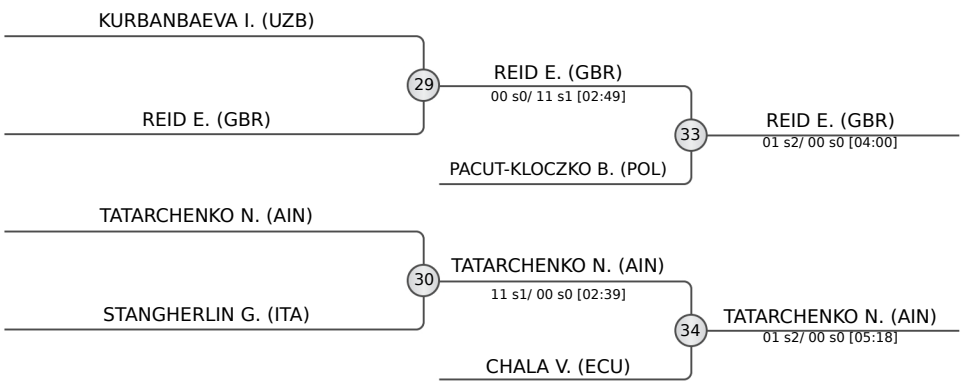 KURBANBAEVA I. (UZB)
29
REID E. (GBR)
REID E. (GBR)
00 s0/ 11 s1 [02:49]
33
PACUT-KLOCZKO B. (POL)
REID E. (GBR)
01 s2/ 00 s0 [04:00]
TATARCHENKO N. (AIN)
30
STANGHERLIN G. (ITA)
TATARCHENKO N. (AIN)
11 s1/ 00 s0 [02:39]
34
CHALA V. (ECU)
TATARCHENKO N. (AIN)
01 s2/ 00 s0 [05:18]